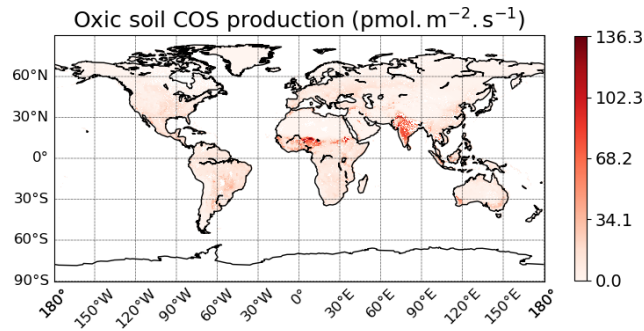 Oxic soil COS production (pmol. m⁻². s⁻¹)
136.3
102.3
68.2
34.1
0.0
60°N
30°N
0°
30°S
60°S
90°S
180° 150°W 120°W 90°W 60°W 30°W 0° 30°E 60°E 90°E 120°E 150°E 180°